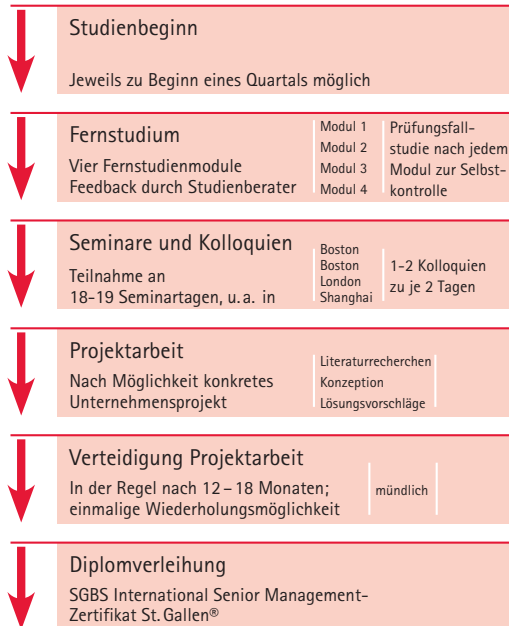 Studienbeginn
Jeweils zu Beginn eines Quartals möglich
Fernstudium
Vier Fernstudienmodule
Feedback durch Studienberater
Modul 1
Modul 2
Modul 3
Modul 4
Prüfungsfall-
studie nach jedem
Modul zur Selbst-
kontrolle
Seminare und Kolloquien
Teilnahme an
18-19 Seminartagen, u.a. in
Boston
Boston
London
Shanghai
1-2 Kolloquien
zu je 2 Tagen
Projektarbeit
Nach Möglichkeit konkretes
Unternehmensprojekt
Literaturrecherchen
Konzeption
Lösungsvorschläge
Verteidigung Projektarbeit
In der Regel nach 12 – 18 Monaten;
einmalige Wiederholungsmöglichkeit
mündlich
Diplomverleihung
SGBS International Senior Management-
Zertifikat St. Gallen®